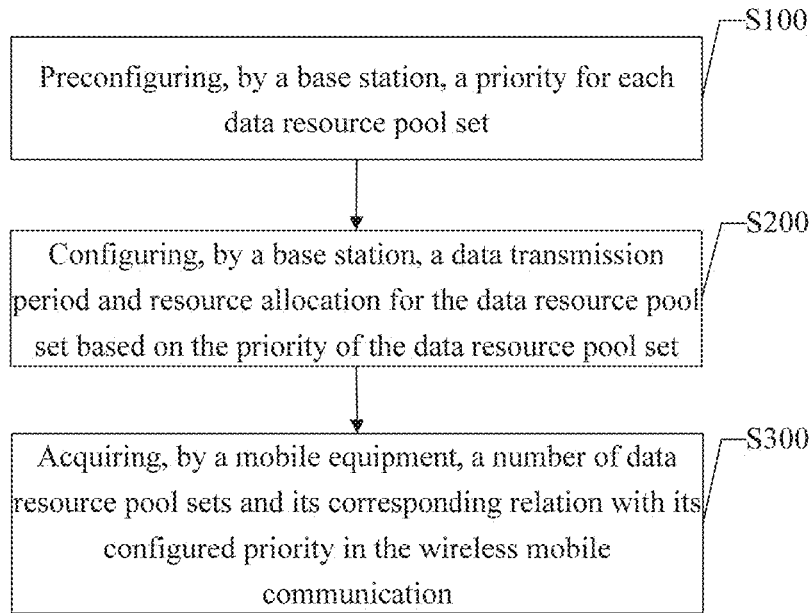 S100
Preconfiguring, by a base station, a priority for each
data resource pool set
S200
Configuring, by a base station, a data transmission
period and resource allocation for the data resource pool
set based on the priority of the data resource pool set
S300
Acquiring, by a mobile equipment, a number of data
resource pool sets and its corresponding relation with its
configured priority in the wireless mobile
communication